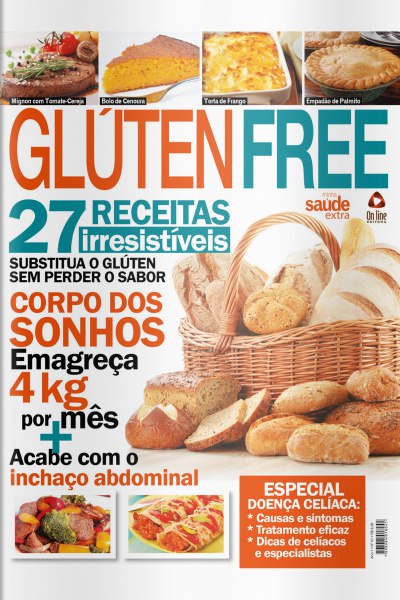 Mignon com Tomate-Cereja
Bolo de Cenoura
Torta de Frango
Empadão de Palmito
GLÚTEN FREE
27 RECEITAS
irresistíveis
SUBSTITUA O GLÚTEN
SEM PERDER O SABOR
minha
saúde
extra
On line
EDITORA
CORPO DOS
SONHOS
Emagreça
4 kg
por mês
+
Acabe com o
inchaço abdominal
ESPECIAL
DOENÇA CELÍACA:
* Causas e sintomas
* Tratamento eficaz
* Dicas de celíacos
e especialistas